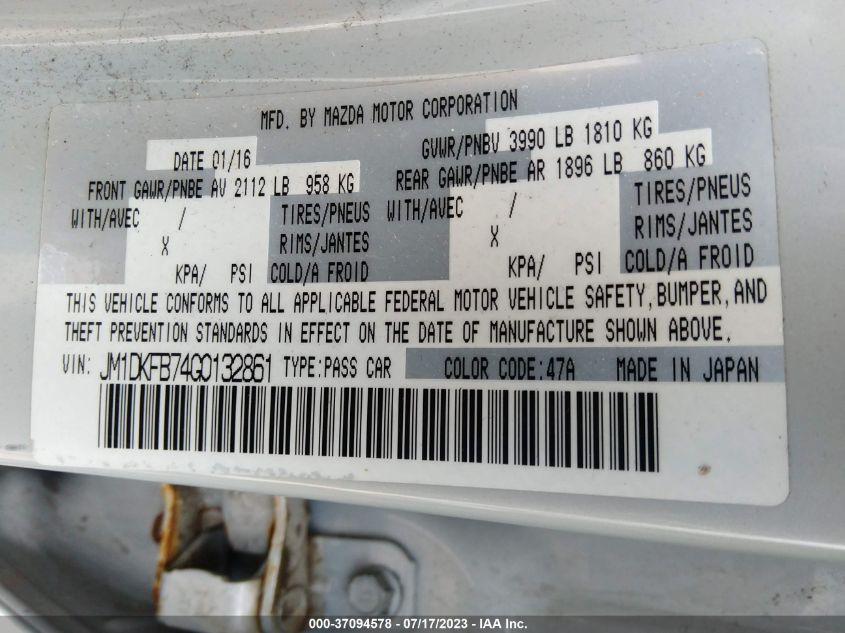 MFD. BY MAZDA MOTOR CORPORATION
DATE 01/16 GVWR/PNBV 3990 LB 1810 KG
FRONT GAWR/PNBE AV 2112 LB 958 KG REAR GAWR/PNBE AR 1896 LB 860 KG
WITH/AVEC / TIRES/PNEUS WITH/AVEC / TIRES/PNEUS
X RIMS/JANTES X RIMS/JANTES
KPA/ PSI COLD/A FROID KPA/ PSI COLD/A FROID
THIS VEHICLE CONFORMS TO ALL APPLICABLE FEDERAL MOTOR VEHICLE SAFETY, BUMPER, AND
THEFT PREVENTION STANDARDS IN EFFECT ON THE DATE OF MANUFACTURE SHOWN ABOVE.
VIN: JM1DKFB74G0132861 TYPE:PASS CAR COLOR CODE:47A MADE IN JAPAN
000-37094578 - 07/17/2023 - IAA Inc.